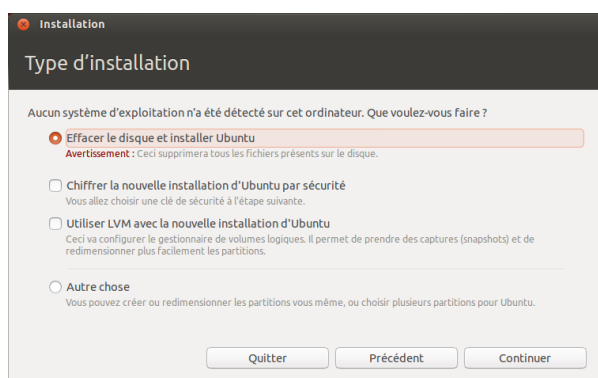 Installation
Type d'installation
Aucun système d'exploitation n'a été détecté sur cet ordinateur. Que voulez-vous faire ?
Effacer le disque et installer Ubuntu
Avertissement : Ceci supprimera tous les fichiers présents sur le disque.
Chiffrer la nouvelle installation d'Ubuntu par sécurité
Vous allez choisir une clé de sécurité à l'étape suivante.
Utiliser LVM avec la nouvelle installation d'Ubuntu
Ceci va configurer le gestionnaire de volumes logiques. Il permet de prendre des captures (snapshots) et de
redimensionner plus facilement les partitions.
Autre chose
Vous pouvez créer ou redimensionner les partitions vous même, ou choisir plusieurs partitions pour Ubuntu.
Quitter Précédent Continuer